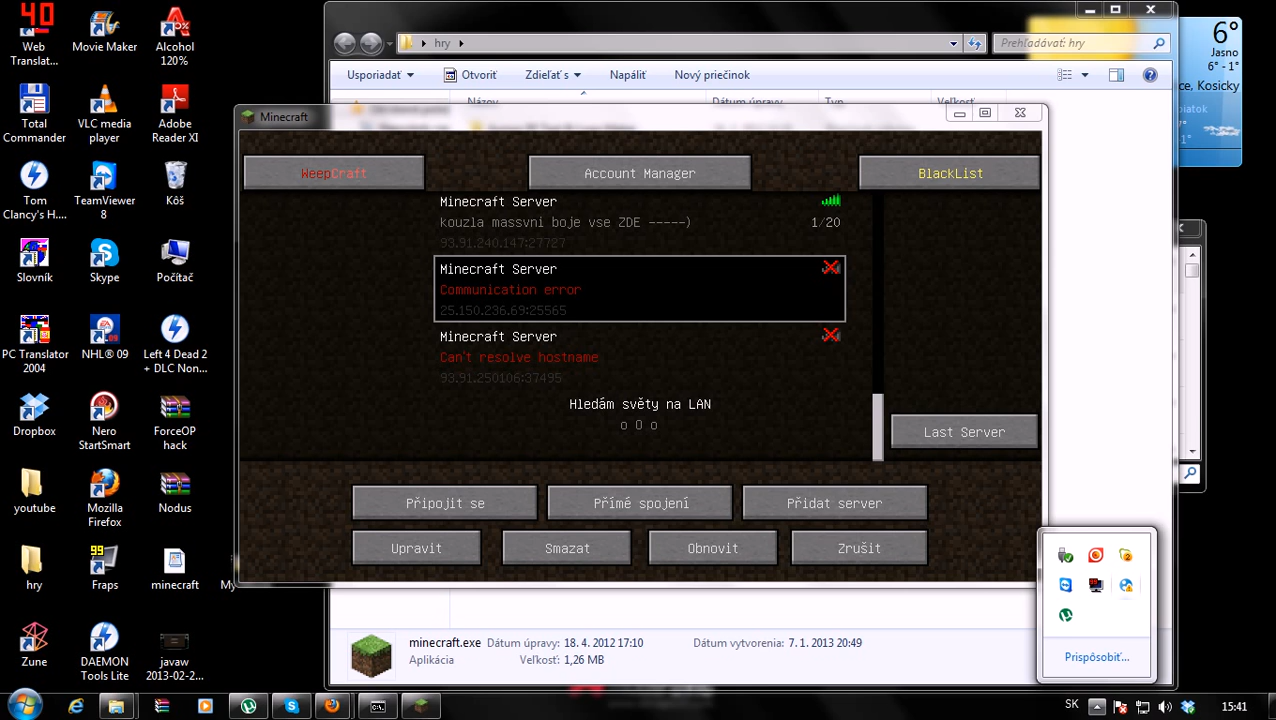 40
Web Translat...
Movie Maker
Alcohol 120%
Total Commander
VLC media player
Adobe Reader XI
Tom Clancy's H...
TeamViewer 8
Kôš
Slovník
Skype
Počítač
PC Translator 2004
NHL® 09
Left 4 Dead 2 + DLC Non...
Dropbox
Nero StartSmart
ForceOP hack
youtube
Mozilla Firefox
Nodus
hry
99
Fraps
minecraft
My
Zune
DAEMON Tools Lite
javaw 2013-02-2...
hry
Prehľadávať: hry
Usporiadať
Otvoriť
Zdieľať s
Napáliť
Nový priečinok
Názov
Dátum úpravy
Typ
Veľkosť
6°
Jasno
6° - 1°
ce, Kosicky
piatok
Minecraft
WeepCraft
Account Manager
BlackList
Minecraft Server
kouzla massvni boje vse ZDE -----)
1/20
93.91.240.147:27727
Minecraft Server
Communication error
25.150.236.69:25565
Minecraft Server
Can't resolve hostname
93.91.250106:37495
Hledám světy na LAN
o O o
Last Server
Připojit se
Přímé spojení
Přidat server
Upravit
Smazat
Obnovit
Zrušit
Prispôsobiť...
minecraft.exe
Dátum úpravy: 18. 4. 2012 17:10
Dátum vytvorenia: 7. 1. 2013 20:49
Aplikácia
Veľkosť: 1,26 MB
SK
15:41